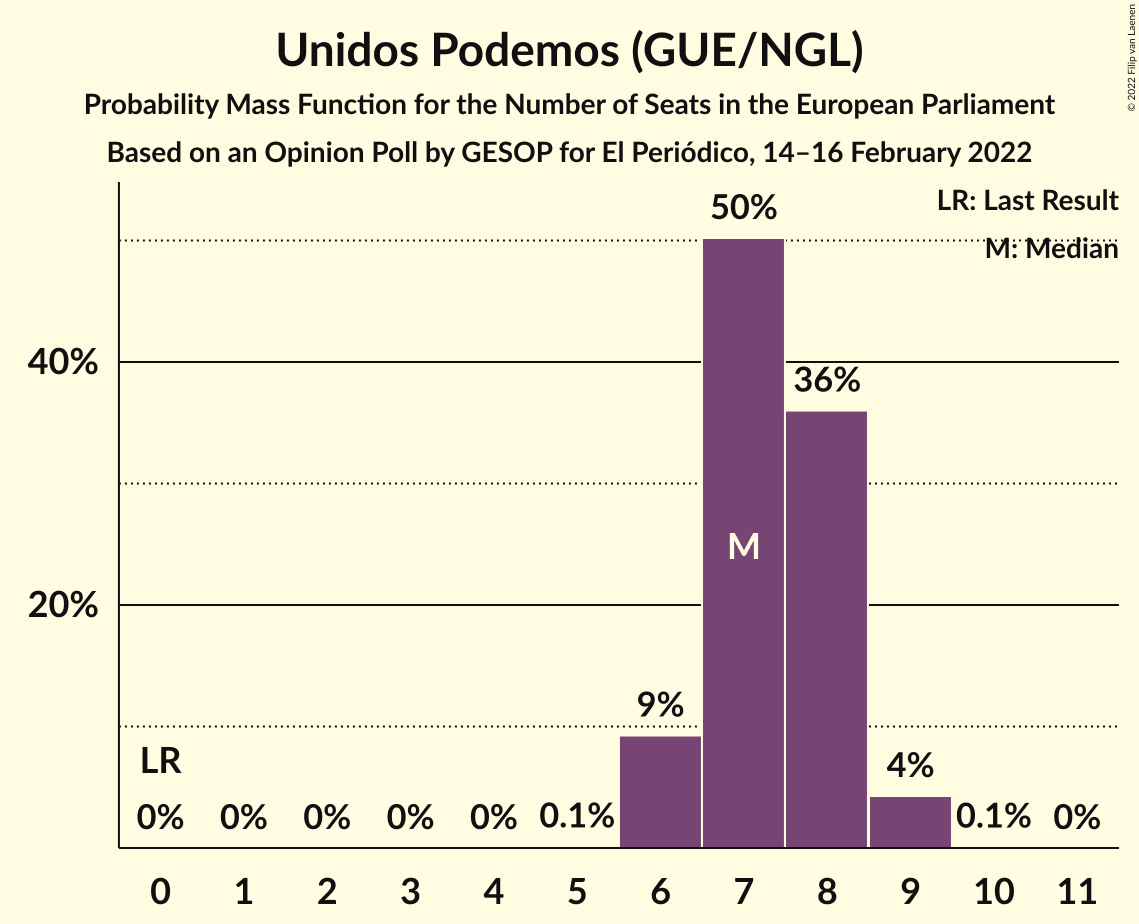 Unidos Podemos (GUE/NGL)
Probability Mass Function for the Number of Seats in the European Parliament
Based on an Opinion Poll by GESOP for El Periódico, 14–16 February 2022
© 2022 Filip van Laenen
LR: Last Result
M: Median
50%
40%
36%
M
20%
9%
LR
4%
0% 0% 0% 0% 0% 0.1% 0.1% 0%
0 1 2 3 4 5 6 7 8 9 10 11